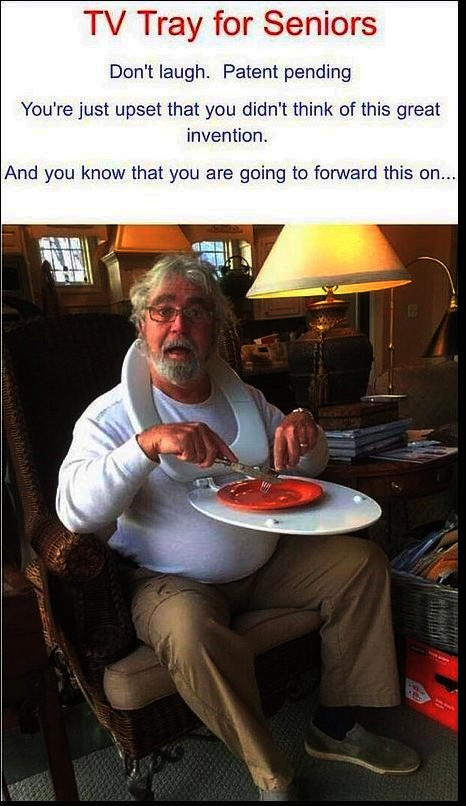 TV Tray for Seniors
Don't laugh.  Patent pending
You're just upset that you didn't think of this great
invention.
And you know that you are going to forward this on...